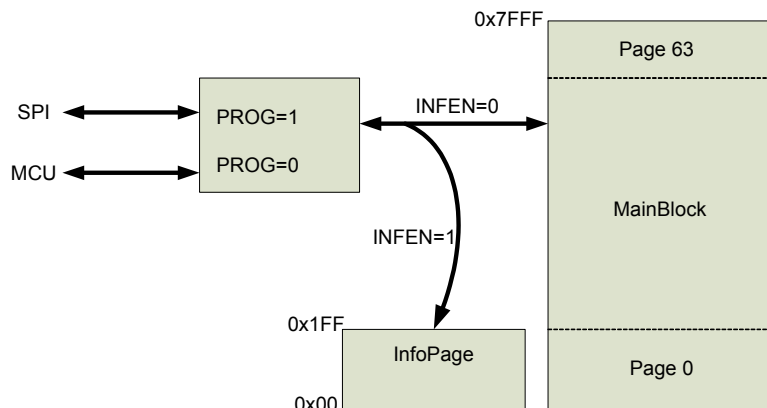 0x7FFF
Page 63
SPI
PROG=1
INFEN=0
MCU
PROG=0
MainBlock
INFEN=1
0x1FF
InfoPage
Page 0
0x00